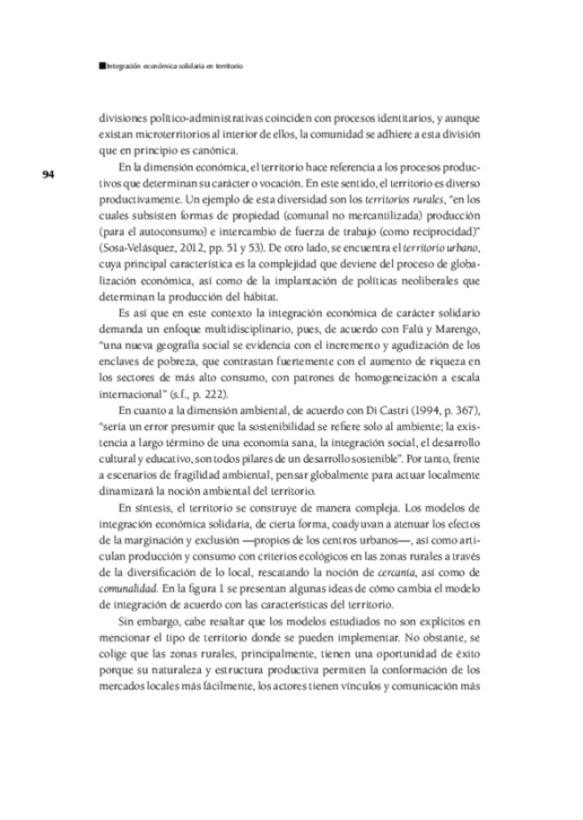 Integración económica solidaria en territorio
divisiones político-administrativas coinciden con procesos identitarios, y aunque
existan microterritorios al interior de ellos, la comunidad se adhiere a esta división
que en principio es canónica.
94
En la dimensión económica, el territorio hace referencia a los procesos produc-
tivos que determinan su carácter o vocación. En este sentido, el territorio es diverso
productivamente. Un ejemplo de esta diversidad son los territorios rurales, “en los
cuales subsisten formas de propiedad (comunal no mercantilizada) producción
(para el autoconsumo) e intercambio de fuerza de trabajo (como reciprocidad)”
(Sosa-Velásquez, 2012, pp. 51 y 53). De otro lado, se encuentra el territorio urbano,
cuya principal característica es la complejidad que deviene del proceso de globa-
lización económica, así como de la implantación de políticas neoliberales que
determinan la producción del hábitat.
Es así que en este contexto la integración económica de carácter solidario
demanda un enfoque multidisciplinario, pues, de acuerdo con Falú y Marengo,
“una nueva geografía social se evidencia con el incremento y agudización de los
enclaves de pobreza, que contrastan fuertemente con el aumento de riqueza en
los sectores de más alto consumo, con patrones de homogeneización a escala
internacional” (s.f., p. 222).
En cuanto a la dimensión ambiental, de acuerdo con Di Castri (1994, p. 367),
“sería un error presumir que la sostenibilidad se refiere solo al ambiente; la exis-
tencia a largo término de una economía sana, la integración social, el desarrollo
cultural y educativo, son todos pilares de un desarrollo sostenible”. Por tanto, frente
a escenarios de fragilidad ambiental, pensar globalmente para actuar localmente
dinamizará la noción ambiental del territorio.
En síntesis, el territorio se construye de manera compleja. Los modelos de
integración económica solidaria, de cierta forma, coadyuvan a atenuar los efectos
de la marginación y exclusión —propios de los centros urbanos—, así como arti-
culan producción y consumo con criterios ecológicos en las zonas rurales a través
de la diversificación de lo local, rescatando la noción de cercanía, así como de
comunalidad. En la figura 1 se presentan algunas ideas de cómo cambia el modelo
de integración de acuerdo con las características del territorio.
Sin embargo, cabe resaltar que los modelos estudiados no son explícitos en
mencionar el tipo de territorio donde se pueden implementar. No obstante, se
colige que las zonas rurales, principalmente, tienen una oportunidad de éxito
porque su naturaleza y estructura productiva permiten la conformación de los
mercados locales más fácilmente, los actores tienen vínculos y comunicación más